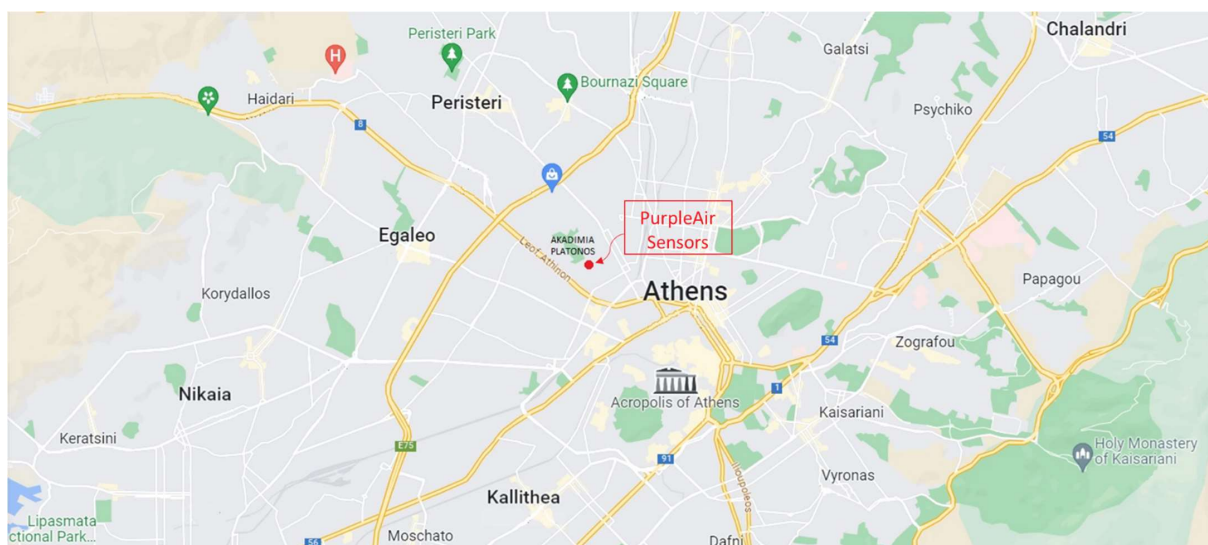 Peristeri Park
Galatsi
Chalandri
H
Haidari
Peristeri
Bournazi Square
Psychiko
8
54
54
Egaleo
AKADIMIA
PLATONOS
PurpleAir
Sensors
Leof. Athinon
Korydallos
Athens
Papagou
Zografou
Nikaia
Acropolis of Athens
1
Kaisariani
Keratsini
E75
91
Holy Monastery
of Kaisariani
Vyronas
Ilioupoleos
Kallithea
Lipasmata
ctional Park...
Moschato
56
Dafni